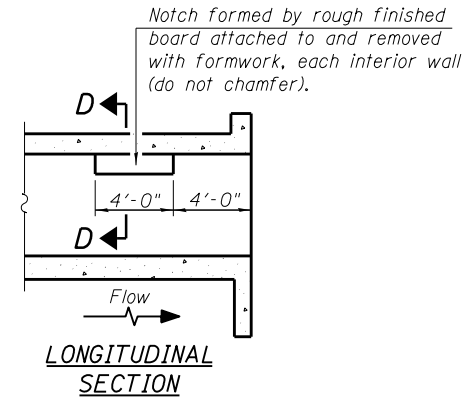 Notch formed by rough finished
board attached to and removed
with formwork, each interior wall
(do not chamfer).
D
4'-0" 4'-0"
D
Flow
LONGITUDINAL
SECTION